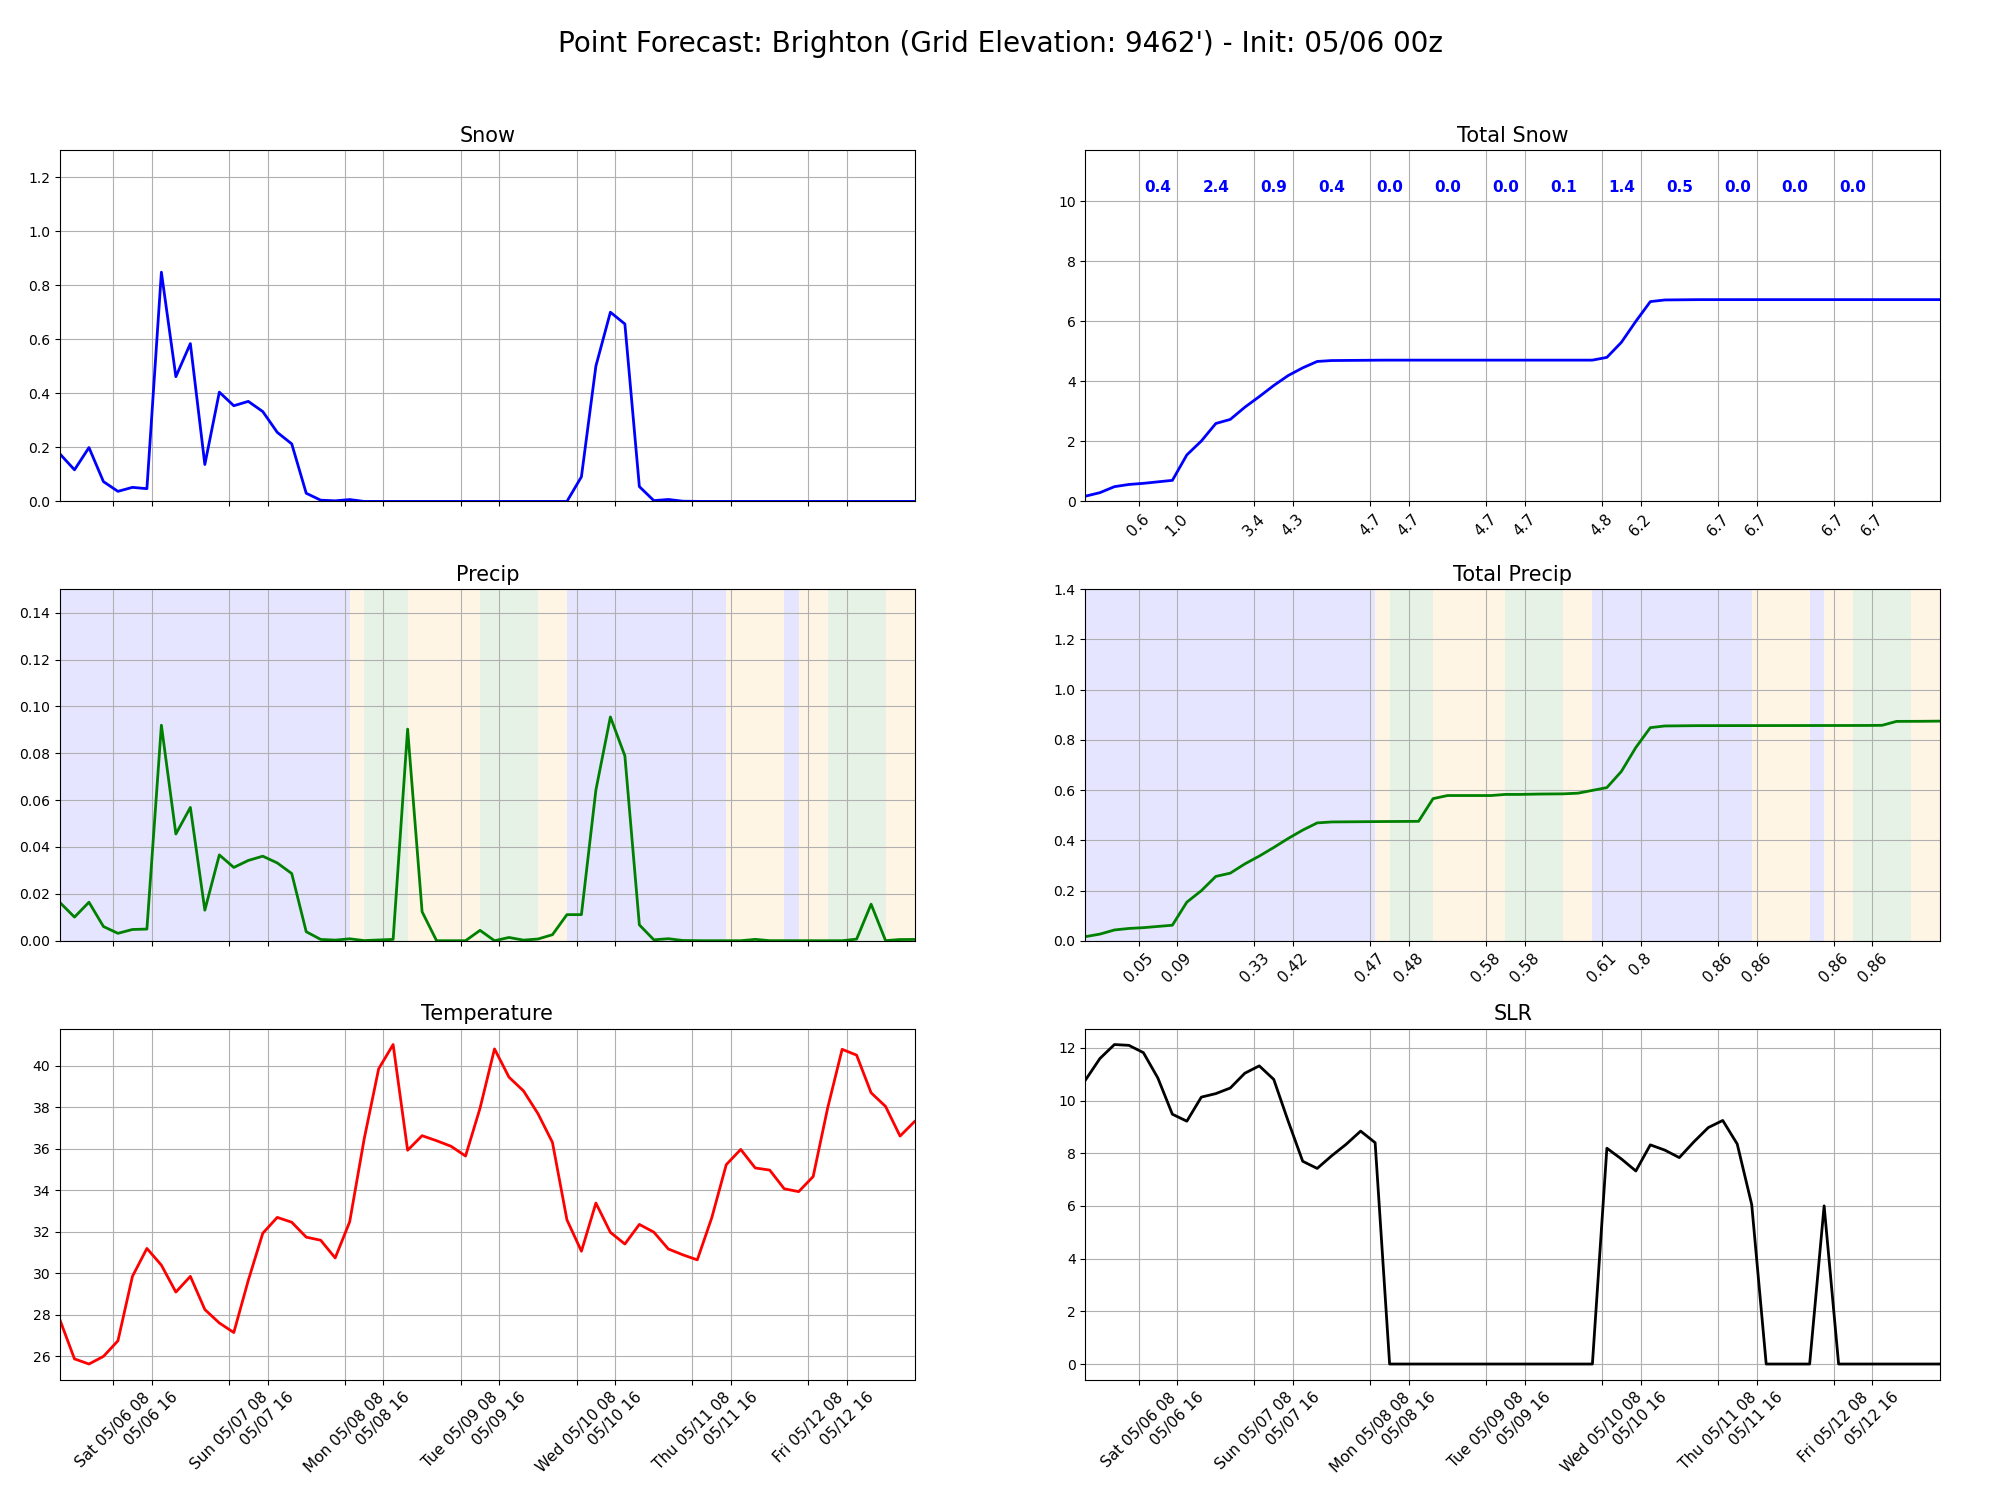 Point Forecast: Brighton (Grid Elevation: 9462') - Init: 05/06 00z
Snow
1.2
1.0
0.8
0.6
0.4
0.2
0.0
Total Snow
0.4 2.4 0.9 0.4 0.0 0.0 0.0 0.1 1.4 0.5 0.0 0.0 0.0
10
8
6
4
2
0
0.6 1.0 3.4 4.3 4.7 4.7 4.7 4.7 4.8 6.2 6.7 6.7 6.7 6.7
Precip
0.14
0.12
0.10
0.08
0.06
0.04
0.02
0.00
Total Precip
1.4
1.2
1.0
0.8
0.6
0.4
0.2
0.0
0.05 0.09 0.33 0.42 0.47 0.48 0.58 0.58 0.61 0.8 0.86 0.86 0.86 0.86
Temperature
40
38
36
34
32
30
28
26
Sat 05/06 08
05/06 16
Sun 05/07 08
05/07 16
Mon 05/08 08
05/08 16
Tue 05/09 08
05/09 16
Wed 05/10 08
05/10 16
Thu 05/11 08
05/11 16
Fri 05/12 08
05/12 16
SLR
12
10
8
6
4
2
0
Sat 05/06 08
05/06 16
Sun 05/07 08
05/07 16
Mon 05/08 08
05/08 16
Tue 05/09 08
05/09 16
Wed 05/10 08
05/10 16
Thu 05/11 08
05/11 16
Fri 05/12 08
05/12 16